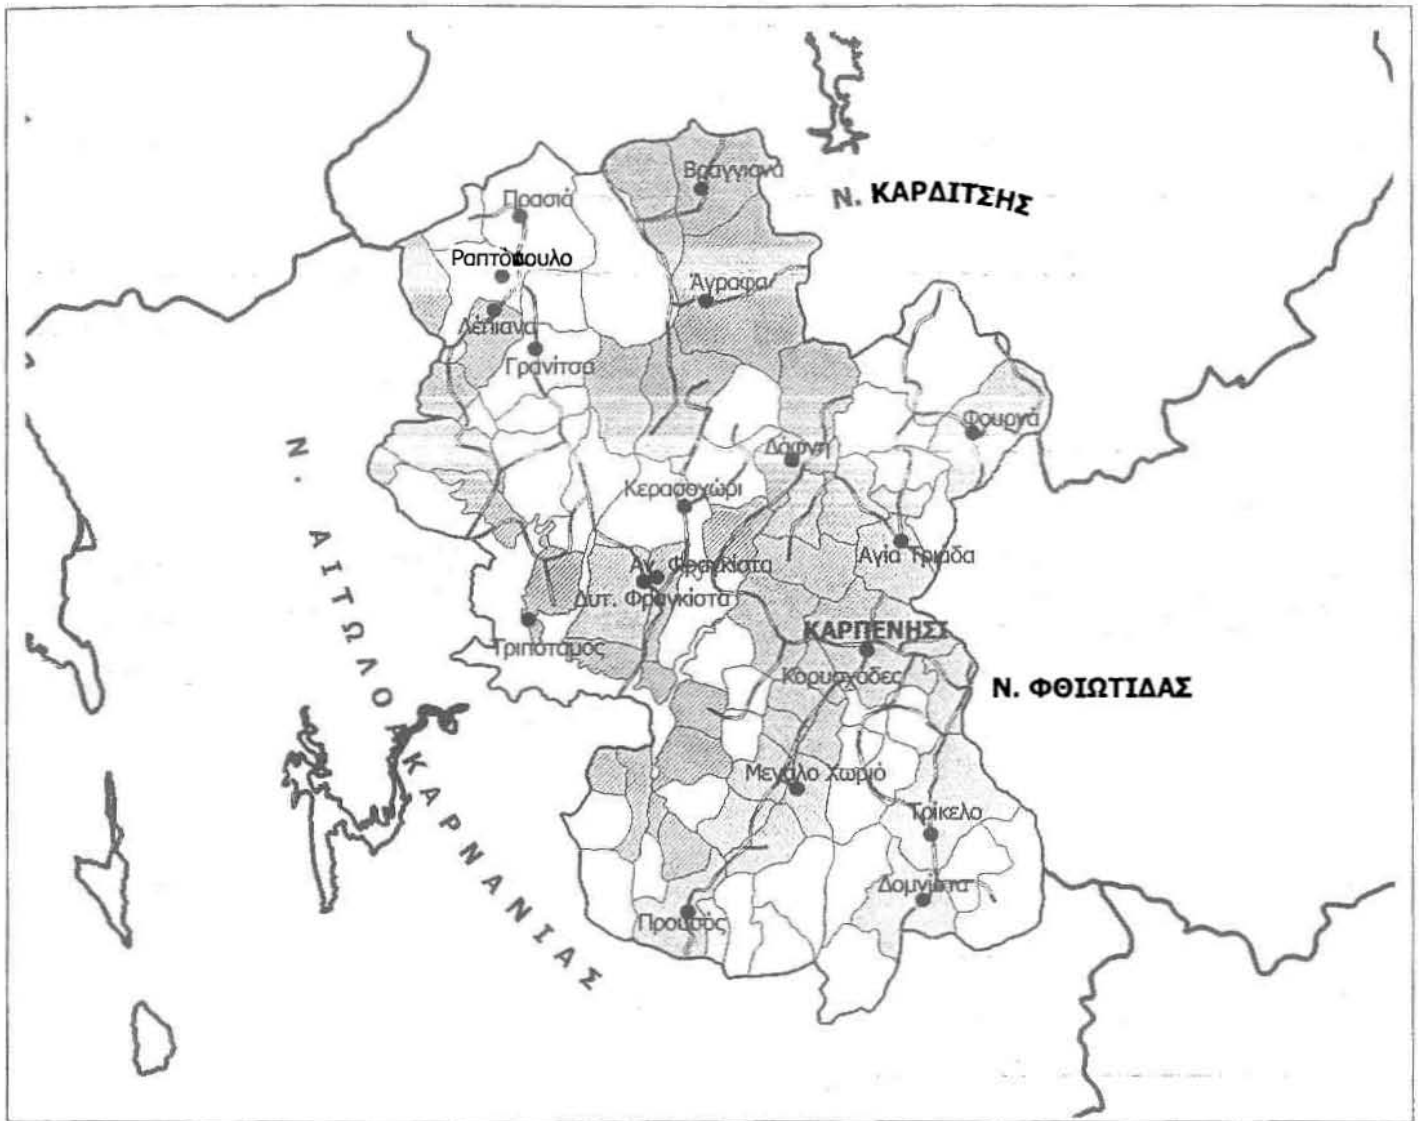 Βραγγιανά
Ν. ΚΑΡΔΙΤΣΗΣ
Πρασιά
Ραπτόπουλο
Άγραφα
Λέπιανα
Γρανίτσα
Φουργά
Δάφνη
Κερασοχώρι
Αγία Τριάδα
Αν. Φραγκίστα
Δυτ. Φραγκίστα
ΚΑΡΠΕΝΗΣΙ
Τριπόταμος
Κορυσχάδες
Ν. ΦΘΙΩΤΙΔΑΣ
Ν. ΑΙΤΩΛΟΑΚΑΡΝΑΝΙΑΣ
Μεγάλο Χωριό
Τρίκελο
Δομνίστα
Προυσός